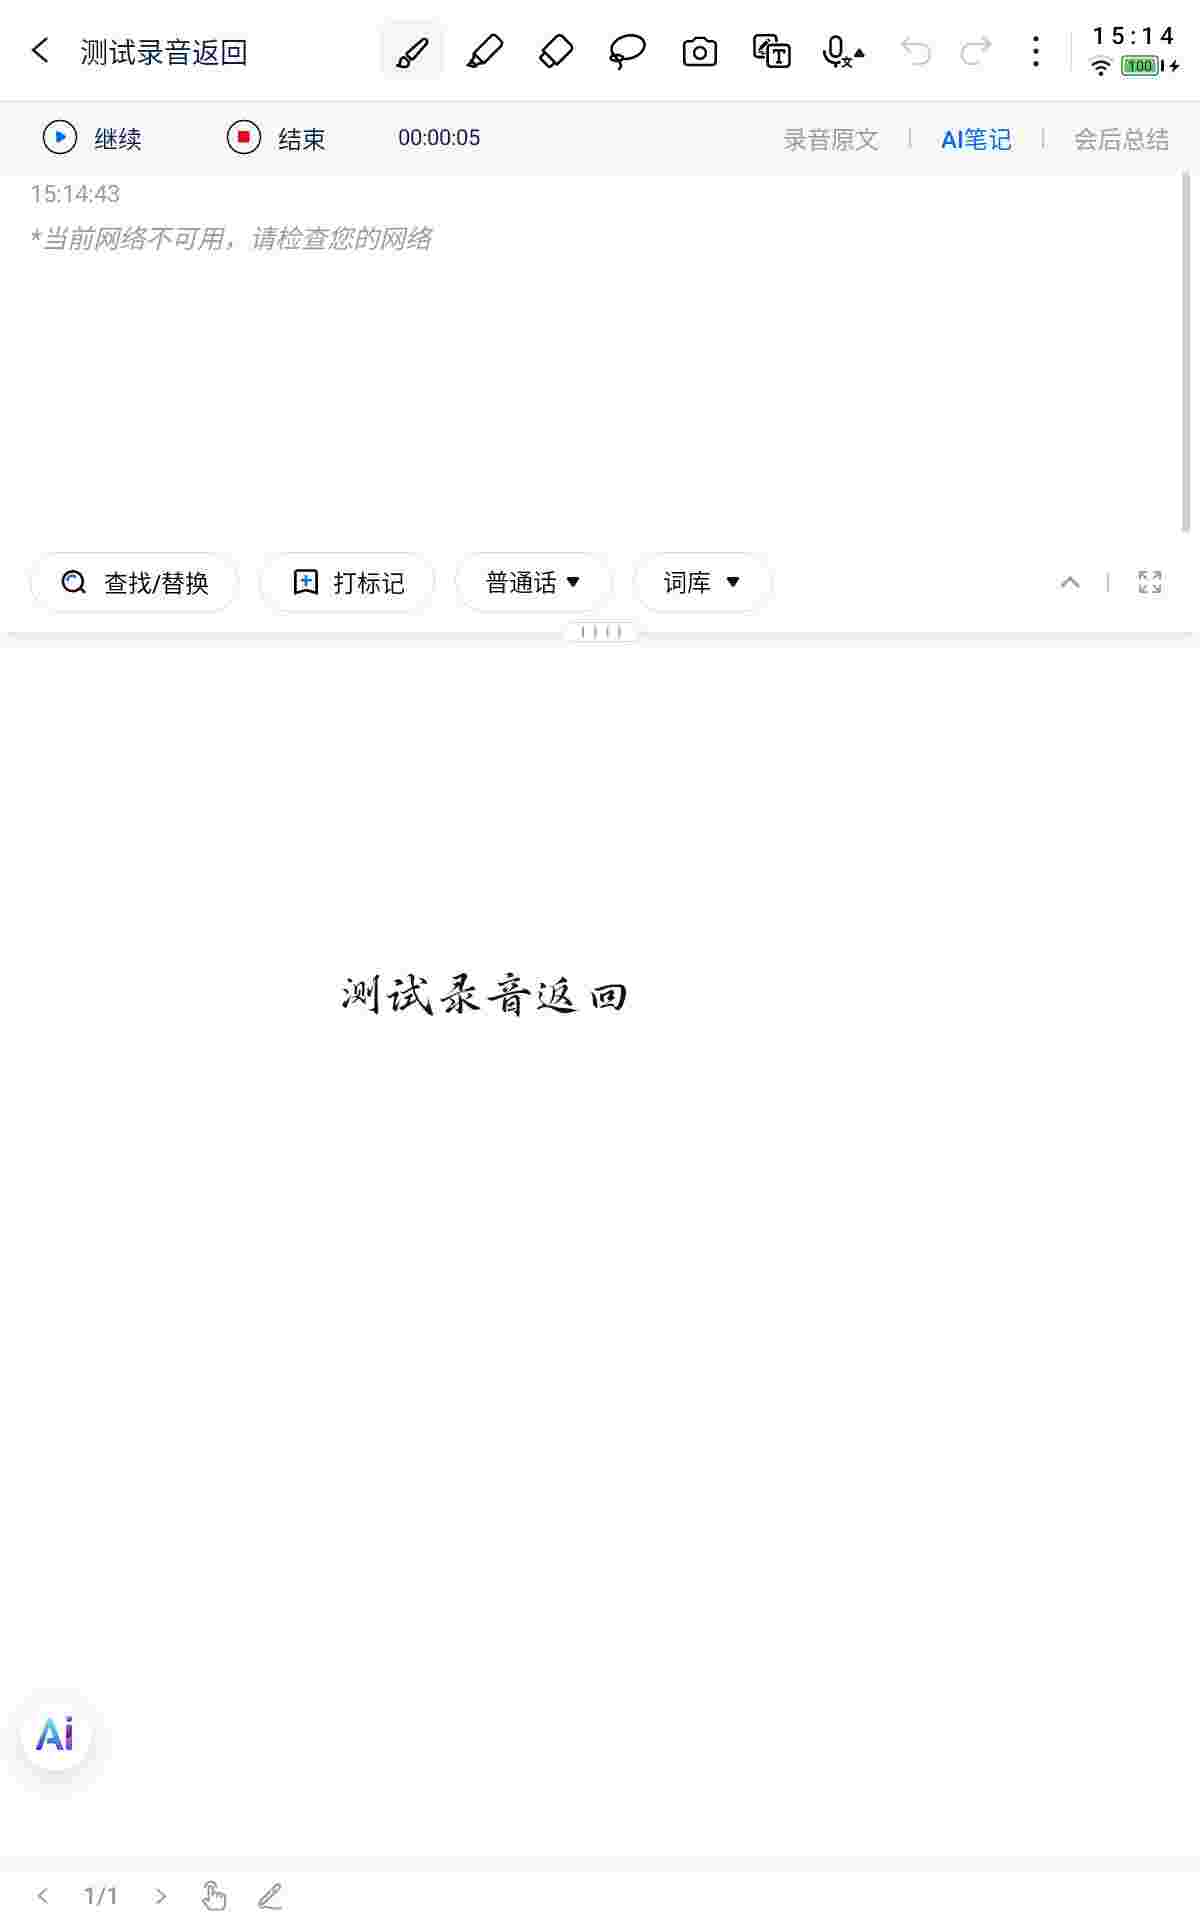 测试录音返回
15:14
100
继续
结束
00:00:05
录音原文
AI笔记
会后总结
15:14:43
*当前网络不可用，请检查您的网络
查找/替换
打标记
普通话
词库
测试录音返回
Ai
1/1